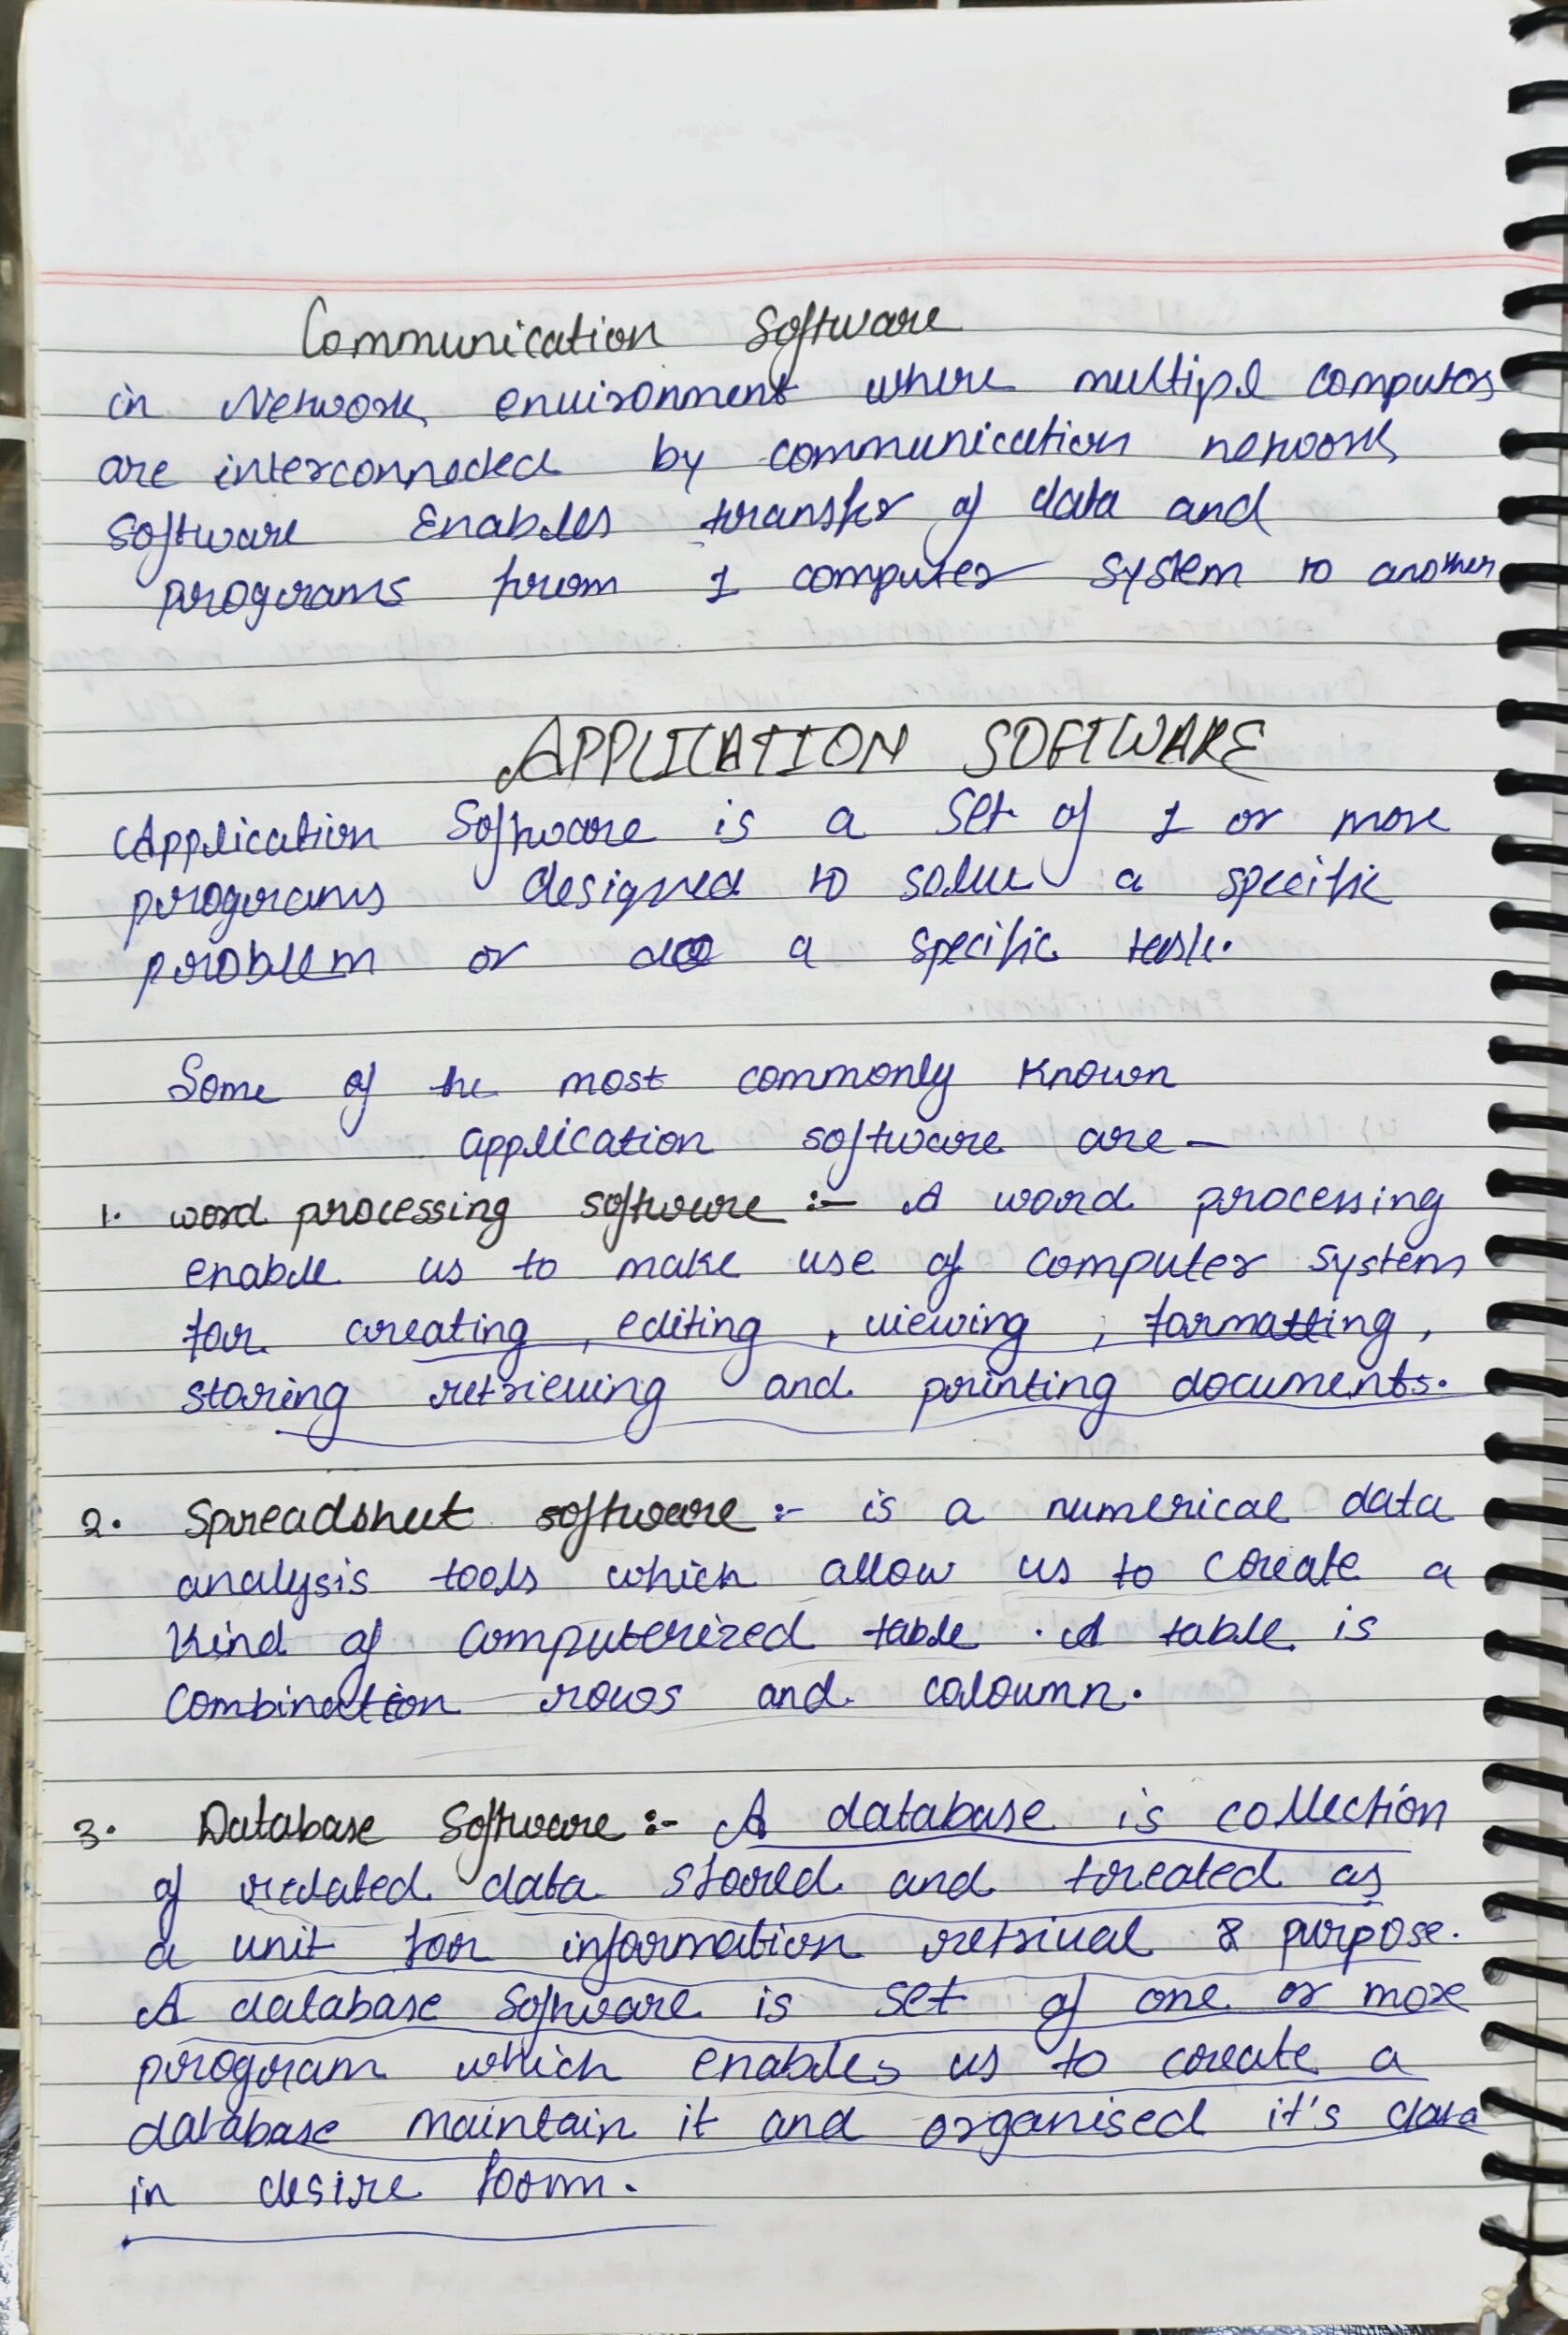 Communication Software
in Network environment where multipl computers
are interconnected by communication network
software Enables transfer of data and
programs from 1 computer system to another
APPLICATION SOFTWARE
Application Software is a set of 1 or more
programs designed to solve a specific
problem or do a specific task.
Some of the most commonly known
application software are —
1. word processing software :- A word processing
enable us to make use of computer system
for creating , editing , viewing , formatting ,
storing retrieving and printing documents.
2. Spreadsheet software :- is a numerical data
analysis tools which allow us to create a
kind of computerized table . A table is
combination rows and coloumn.
3. Database Software :- A database is collection
of related data stored and treated as
a unit for information retrival & purpose.
A database software is set of one or more
program which enables us to create a
database maintain it and organised it's data
in desire form.